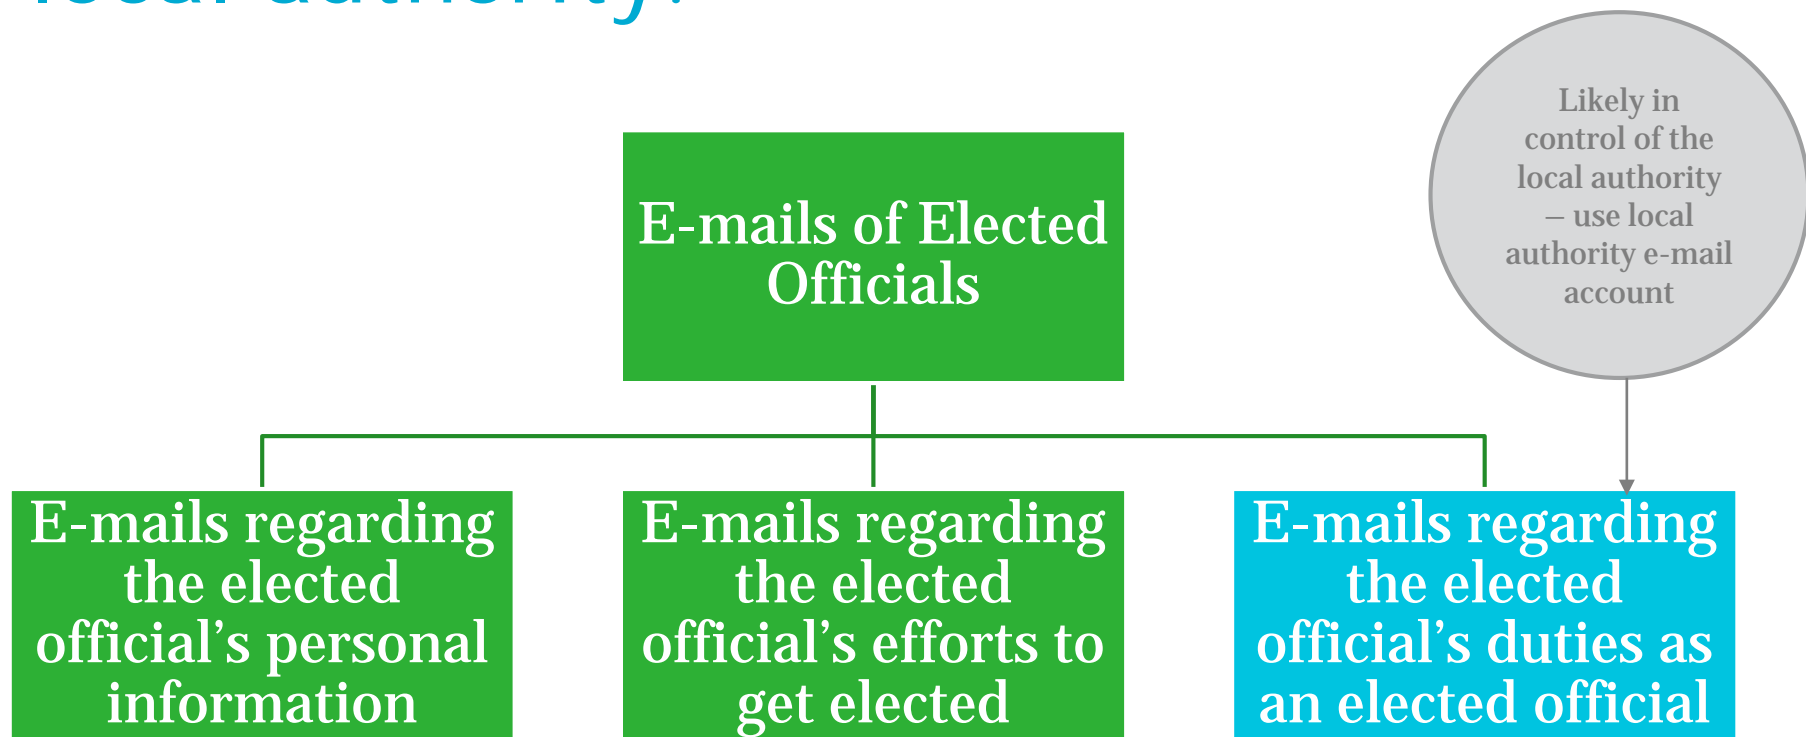 local authority?
Likely in
control of the
local authority
– use local
authority e-mail
account
E-mails of Elected
Officials
E-mails regarding
the elected
official’s personal
information
E-mails regarding
the elected
official’s efforts to
get elected
E-mails regarding
the elected
official’s duties as
an elected official